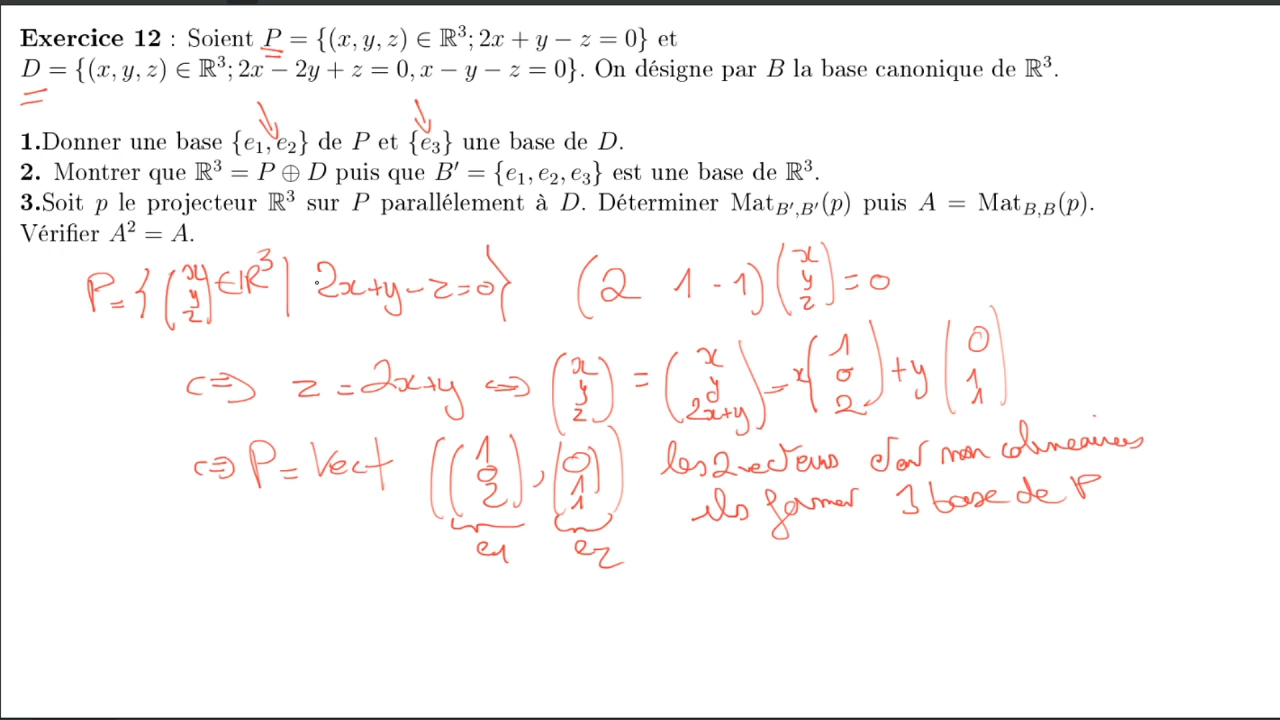 Exercice 12 : Soient P = {(x, y, z) ∈ ℝ³; 2x + y − z = 0} et
D = {(x, y, z) ∈ ℝ³; 2x − 2y + z = 0, x − y − z = 0}. On désigne par B la base canonique de ℝ³.
1.Donner une base {e₁, e₂} de P et {e₃} une base de D.
2. Montrer que ℝ³ = P ⊕ D puis que B′ = {e₁, e₂, e₃} est une base de ℝ³.
3.Soit p le projecteur ℝ³ sur P parallélement à D. Déterminer Mat_{B′,B′}(p) puis A = Mat_{B,B}(p).
Vérifier A² = A.
P = { (x y z) ∈ ℝ³ | 2x+y−z=0 } (2 1 -1) (x y z) = 0
⇔ z = 2x+y ⇔ (x y z) = (x y 2x+y) = x (1 0 2) + y (0 1 1)
⇔ P = Vect ((1 0 2), (0 1 1)) les 2 vecteurs non colineaires
e1 e2 ils forment 1 base de P